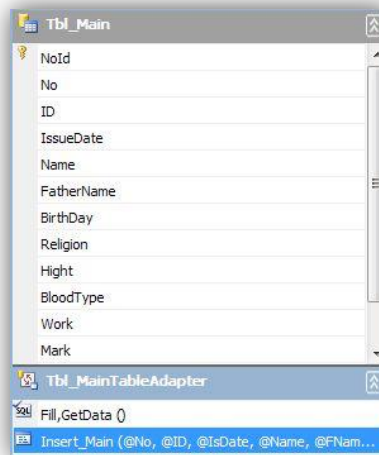 Tbl_Main
NoId
No
ID
IssueDate
Name
FatherName
BirthDay
Religion
Hight
BloodType
Work
Mark
Tbl_MainTableAdapter
SQL Fill,GetData ()
Insert_Main (@No, @ID, @IsDate, @Name, @FNam...